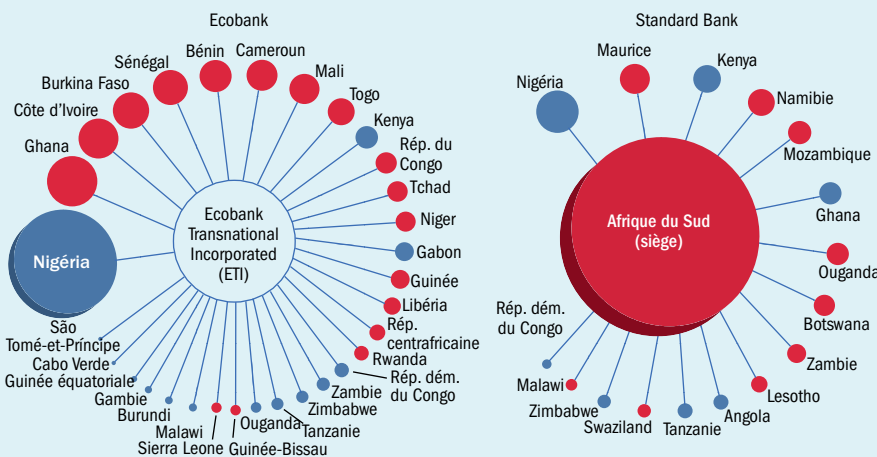 Ecobank
Bénin
Cameroun
Sénégal
Mali
Burkina Faso
Togo
Côte d'Ivoire
Kenya
Ghana
Rép. du
Congo
Tchad
Niger
Gabon
Guinée
Libéria
Rép.
centrafricaine
Rwanda
Rép. dém.
du Congo
Zambie
Zimbabwe
Tanzanie
Ouganda
Guinée-Bissau
Sierra Leone
Malawi
Burundi
Gambie
Guinée équatoriale
Cabo Verde
São
Tomé-et-Príncipe
Nigéria
Ecobank
Transnational
Incorporated
(ETI)
Standard Bank
Maurice
Kenya
Nigéria
Namibie
Mozambique
Ghana
Ouganda
Botswana
Zambie
Lesotho
Angola
Tanzanie
Swaziland
Zimbabwe
Malawi
Rép. dém.
du Congo
Afrique du Sud
(siège)